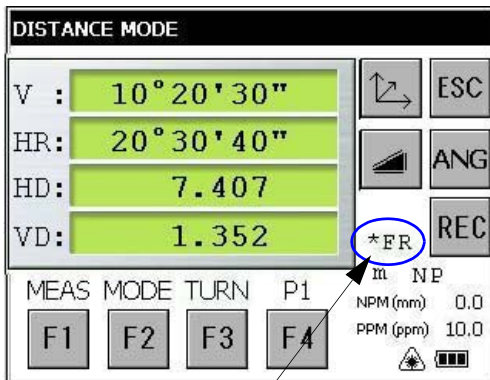 DISTANCE MODE
V : 10°20'30"
HR: 20°30'40"
HD: 7.407
VD: 1.352
ESC
ANG
REC
*FR
m NP
NPM (mm) 0.0
PPM (ppm) 10.0
MEAS MODE TURN P1
F1 F2 F3 F4